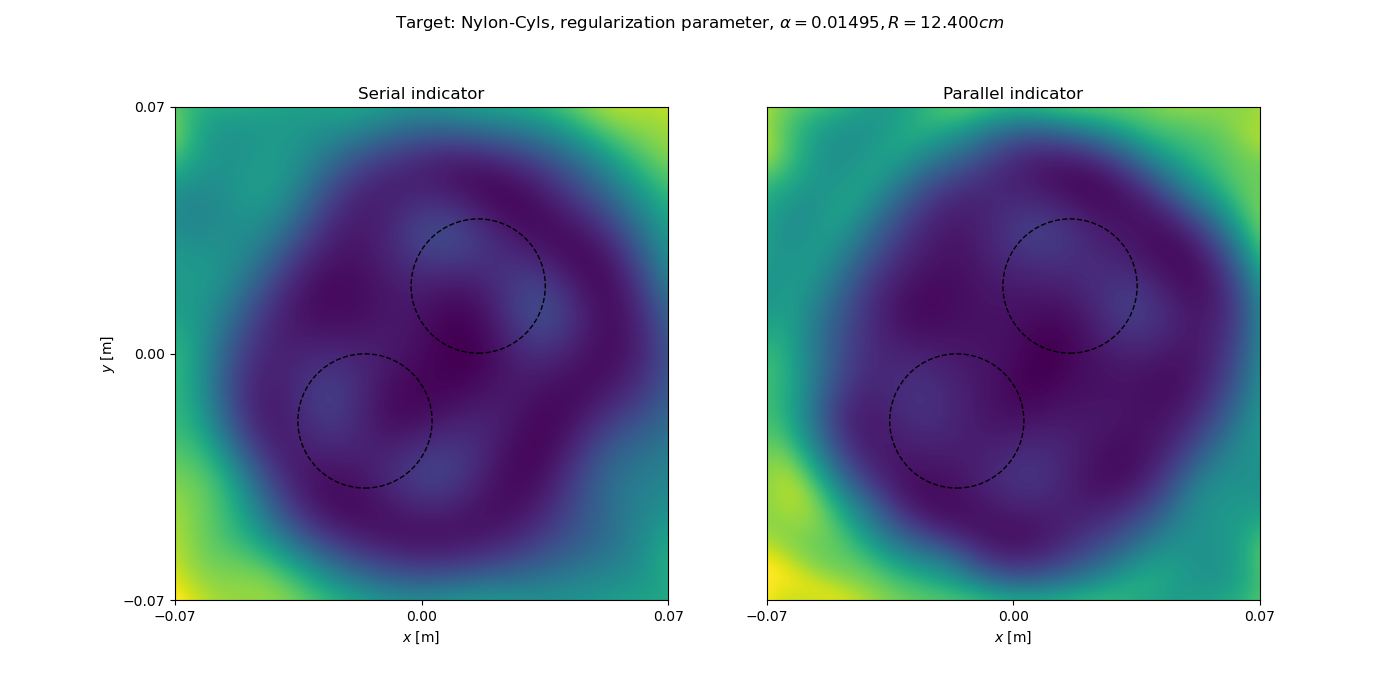 Target: Nylon-Cyls, regularization parameter, α = 0.01495, R = 12.400cm
Serial indicator
Parallel indicator
0.07
0.00
−0.07
y [m]
−0.07 0.00 0.07
−0.07 0.00 0.07
x [m]
x [m]